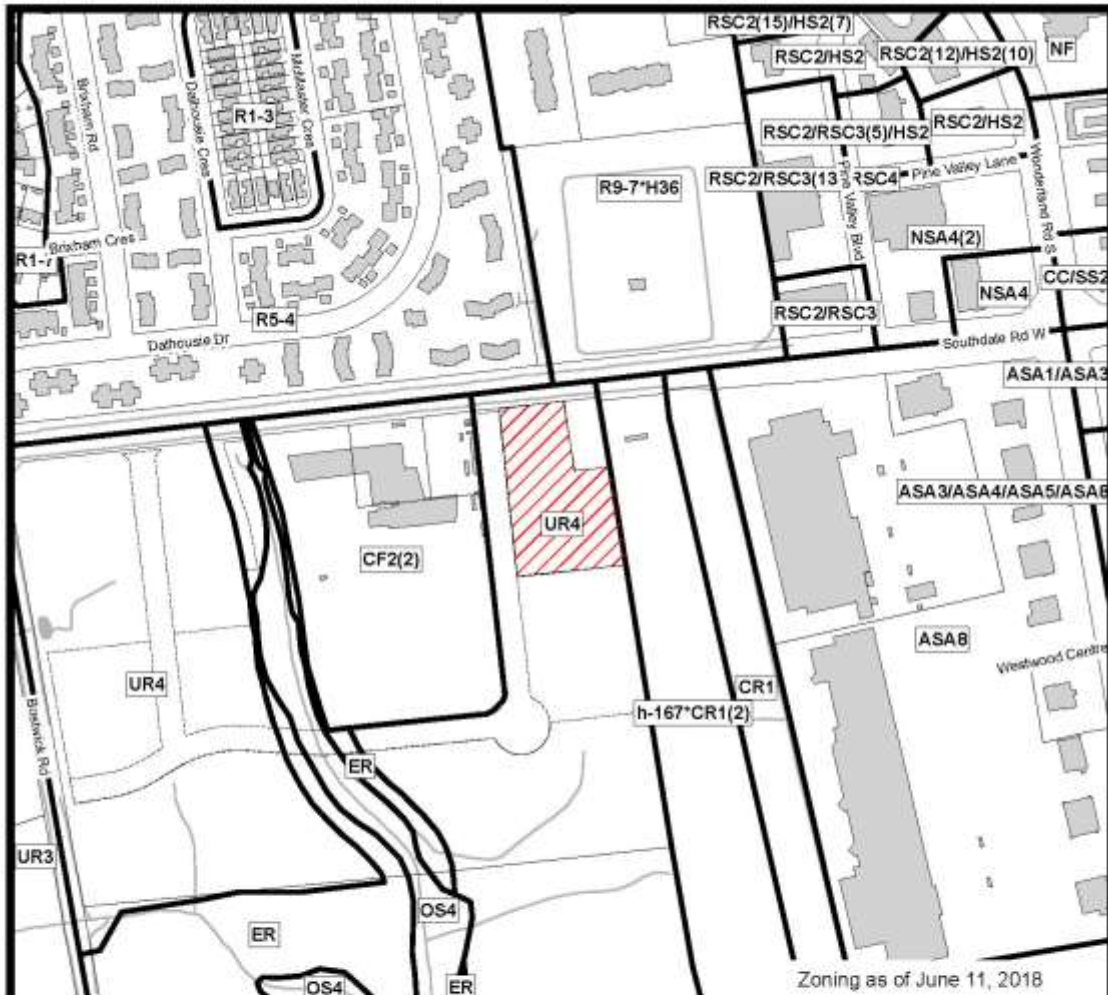 RSC2(15)/HS2(7)
RSC2/HS2
RSC2(12)/HS2(10)
NF
Brixham Rd
Dalhousie Cres
McMaster Cres
R1-3
RSC2/RSC3(5)/HS2
RSC2/HS2
Pine Valley Lane
Wonderland Rd S
R9-7*H36
RSC2/RSC3(13
RSC4
Pine Valley Blvd
NSA4(2)
Brixham Cres
R1-7
CC/SS2
NSA4
R5-4
RSC2/RSC3
Dalhousie Dr
Southdale Rd W
ASA1/ASA3
ASA3/ASA4/ASA5/ASA8
UR4
CF2(2)
ASA8
Westwood Centre
UR4
CR1
h-167*CR1(2)
Bostwick Rd
ER
UR3
OS4
ER
OS4
ER
Zoning as of June 11, 2018